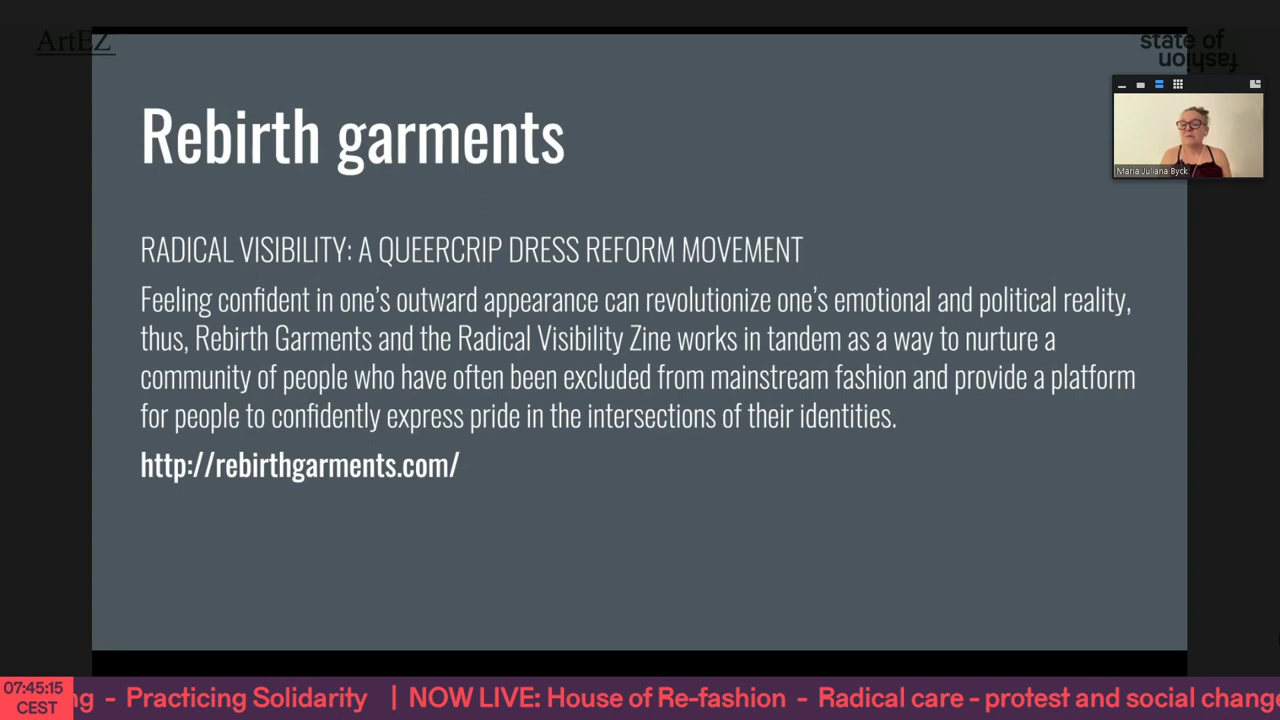 ArtEZ
state of
fashion
Maria Juliana Byck
Rebirth garments
RADICAL VISIBILITY: A QUEERCRIP DRESS REFORM MOVEMENT
Feeling confident in one’s outward appearance can revolutionize one’s emotional and political reality,
thus, Rebirth Garments and the Radical Visibility Zine works in tandem as a way to nurture a
community of people who have often been excluded from mainstream fashion and provide a platform
for people to confidently express pride in the intersections of their identities.
http://rebirthgarments.com/
07:45:15
CEST
ng - Practicing Solidarity | NOW LIVE: House of Re-fashion - Radical care - protest and social change